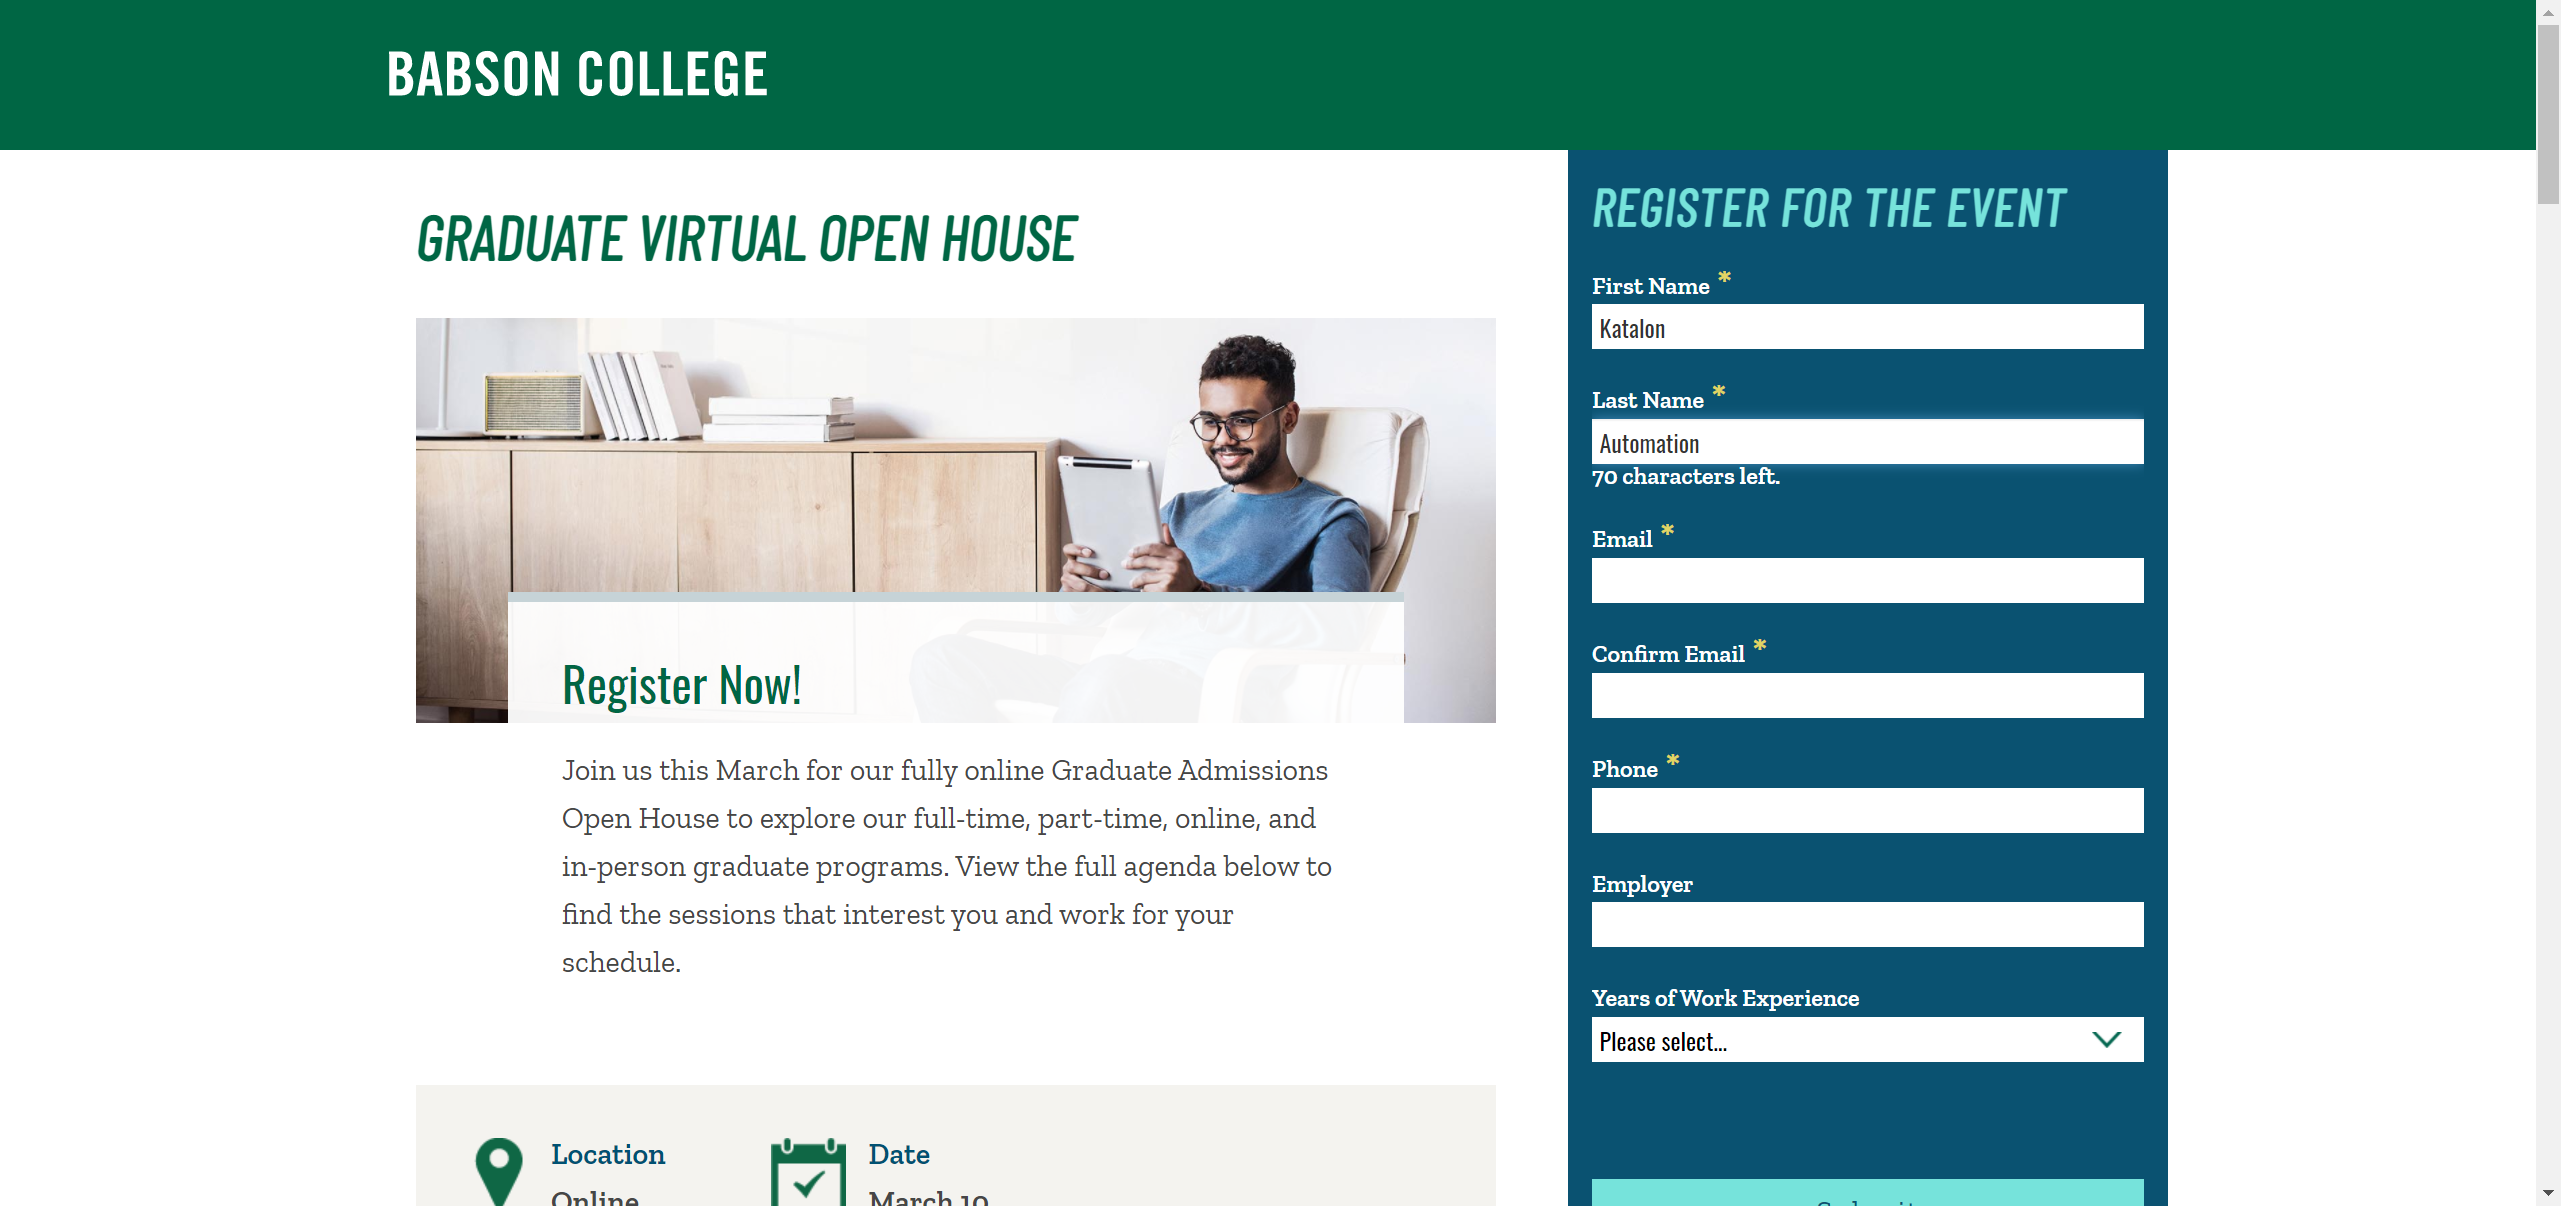 BABSON COLLEGE
GRADUATE VIRTUAL OPEN HOUSE
Register Now!
Join us this March for our fully online Graduate Admissions
Open House to explore our full-time, part-time, online, and
in-person graduate programs. View the full agenda below to
find the sessions that interest you and work for your
schedule.
Location
Online
Date
March 10
REGISTER FOR THE EVENT
First Name *
Katalon
Last Name *
Automation
70 characters left.
Email *
Confirm Email *
Phone *
Employer
Years of Work Experience
Please select...
Submit